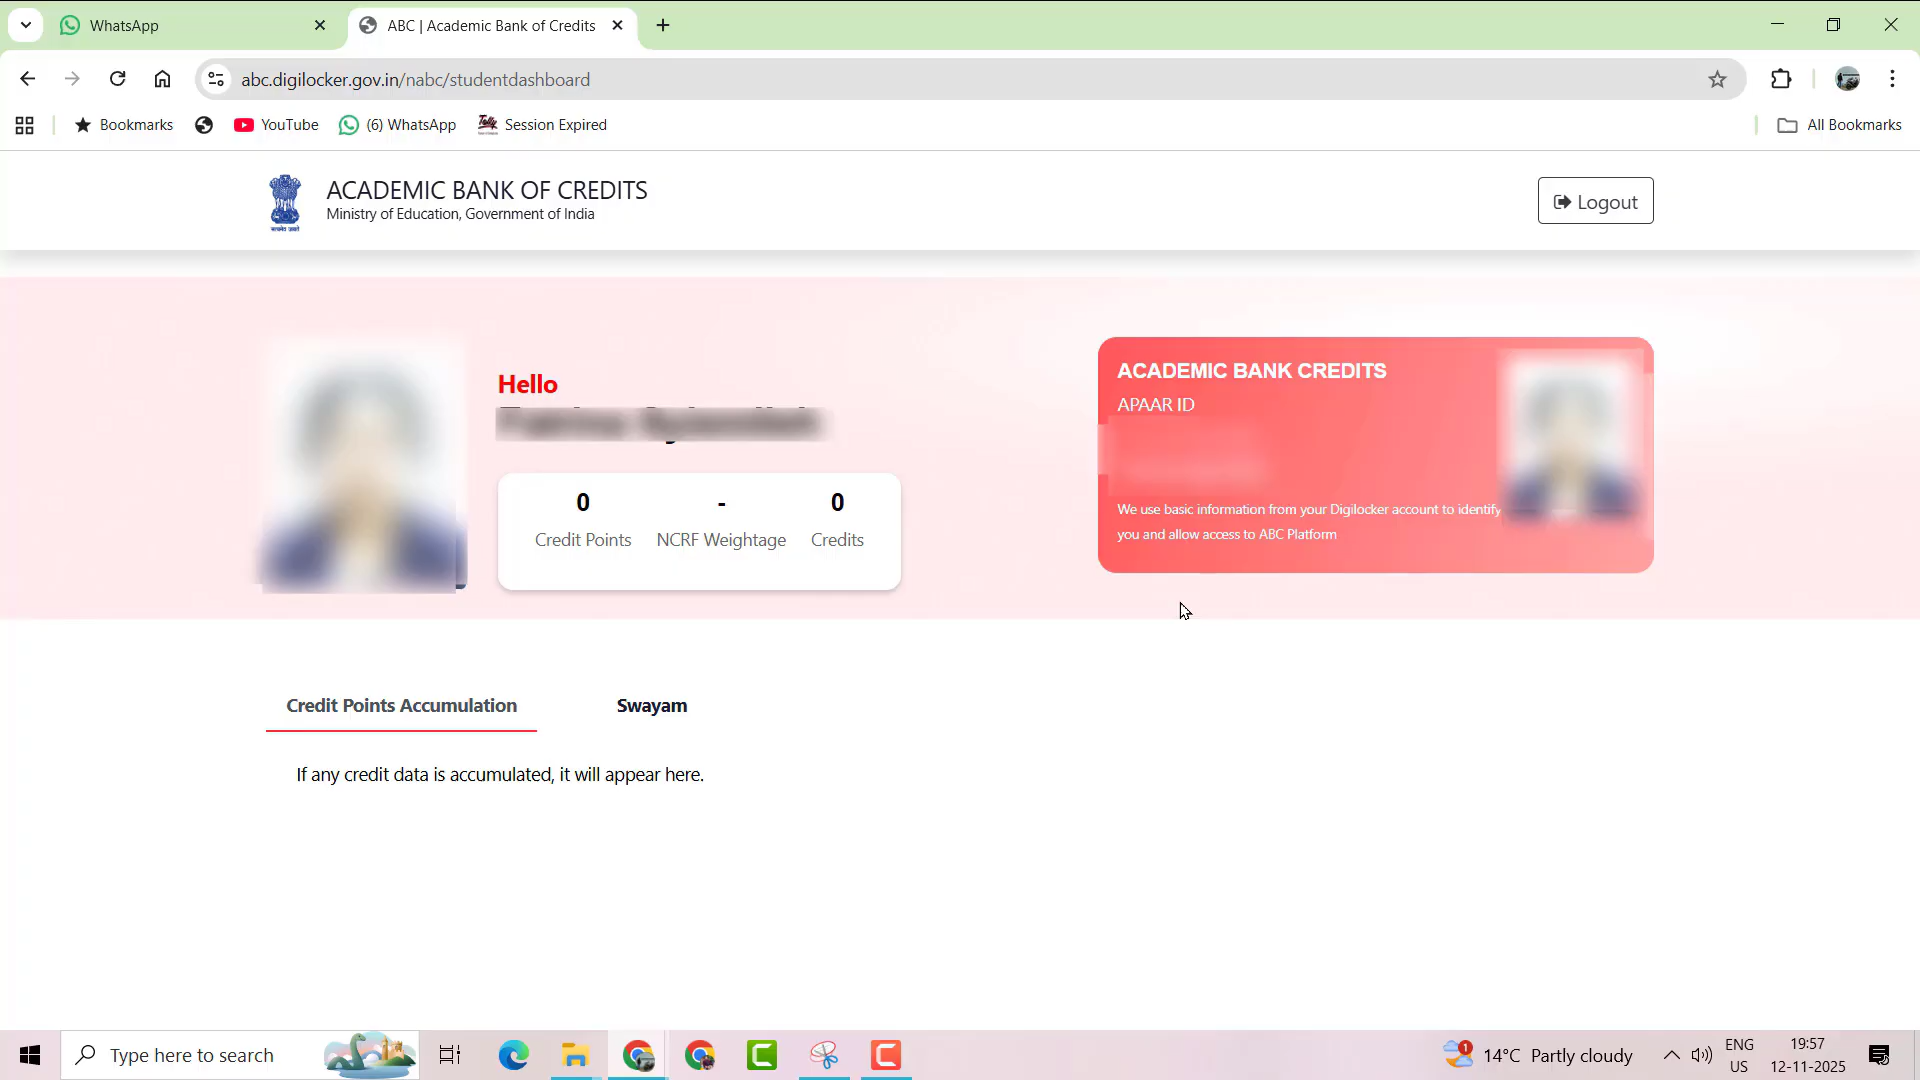 WhatsApp
ABC | Academic Bank of Credits
abc.digilocker.gov.in/nabc/studentdashboard
Bookmarks
YouTube
(6) WhatsApp
Session Expired
All Bookmarks
ACADEMIC BANK OF CREDITS
Ministry of Education, Government of India
Logout
Hello
0
-
0
Credit Points
NCRF Weightage
Credits
ACADEMIC BANK CREDITS
APAAR ID
We use basic information from your Digilocker account to identify
you and allow access to ABC Platform
Credit Points Accumulation
Swayam
If any credit data is accumulated, it will appear here.
Type here to search
1
14°C Partly cloudy
ENG
US
19:57
12-11-2025